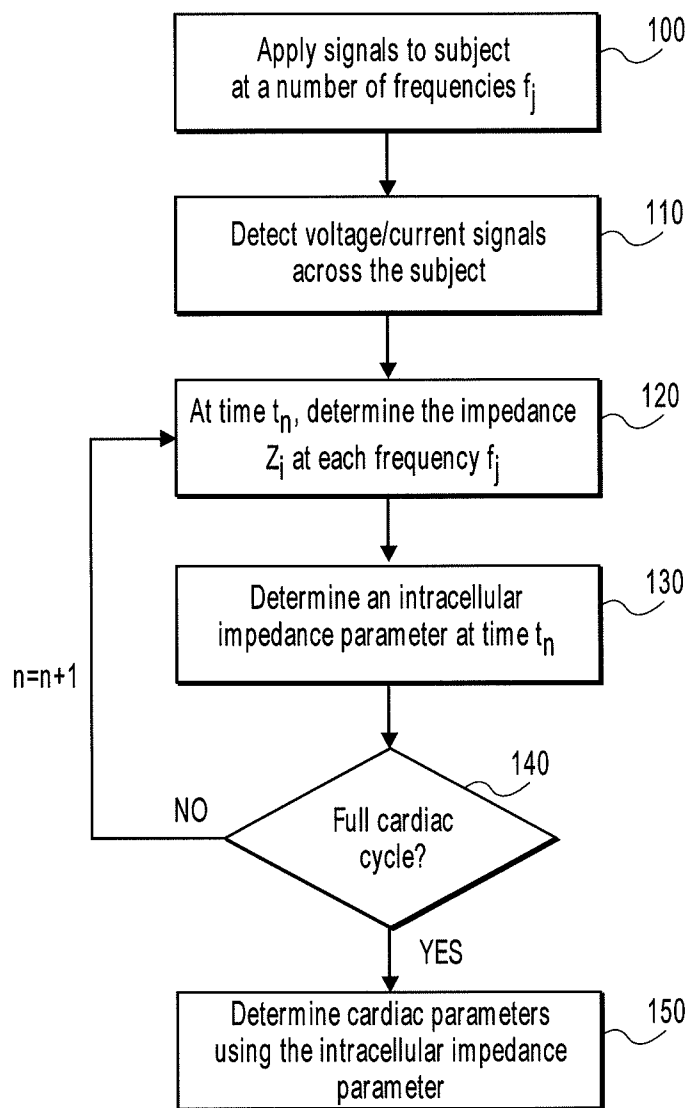 100
Apply signals to subject
at a number of frequencies fj
110
Detect voltage/current signals
across the subject
120
At time tn, determine the impedance
Zi at each frequency fj
130
Determine an intracellular
impedance parameter at time tn
n=n+1
140
NO
Full cardiac
cycle?
YES
150
Determine cardiac parameters
using the intracellular impedance
parameter